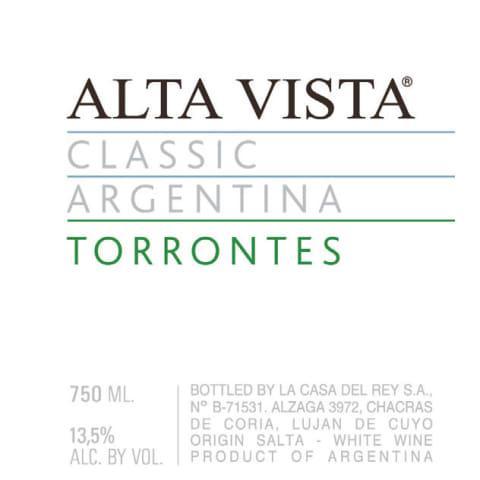 ALTA VISTA®
CLASSIC
ARGENTINA
TORRONTES
750 ML.
13,5%
ALC. BY VOL.
BOTTLED BY LA CASA DEL REY S.A.,
Nº B-71531. ALZAGA 3972, CHACRAS
DE CORIA, LUJAN DE CUYO
ORIGIN SALTA - WHITE WINE
PRODUCT OF ARGENTINA